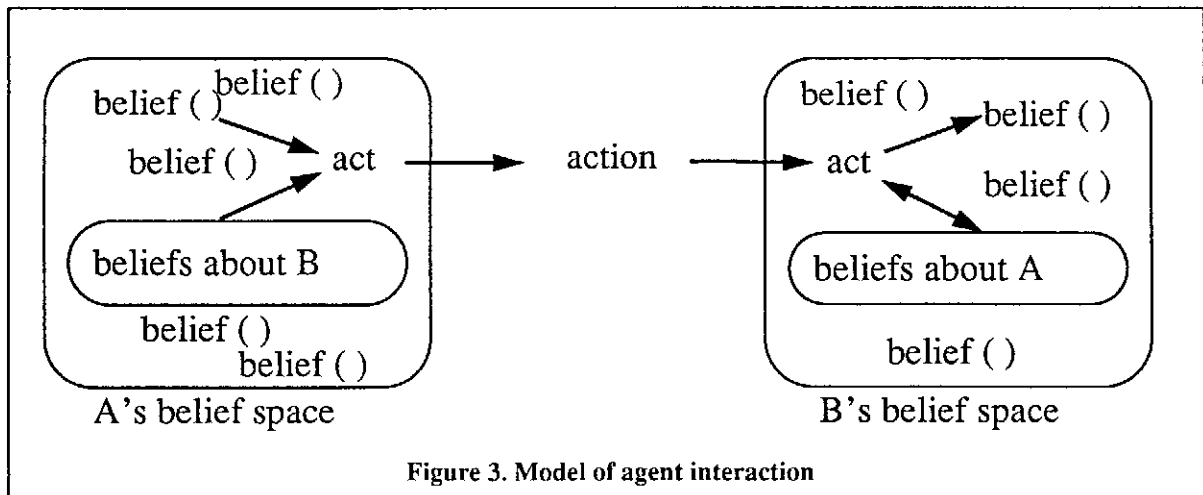 belief ( )
belief ( )
belief ( )
act
beliefs about B
belief ( )
belief ( )
A's belief space
action
belief ( )
belief ( )
act
belief ( )
beliefs about A
belief ( )
B's belief space
Figure 3. Model of agent interaction